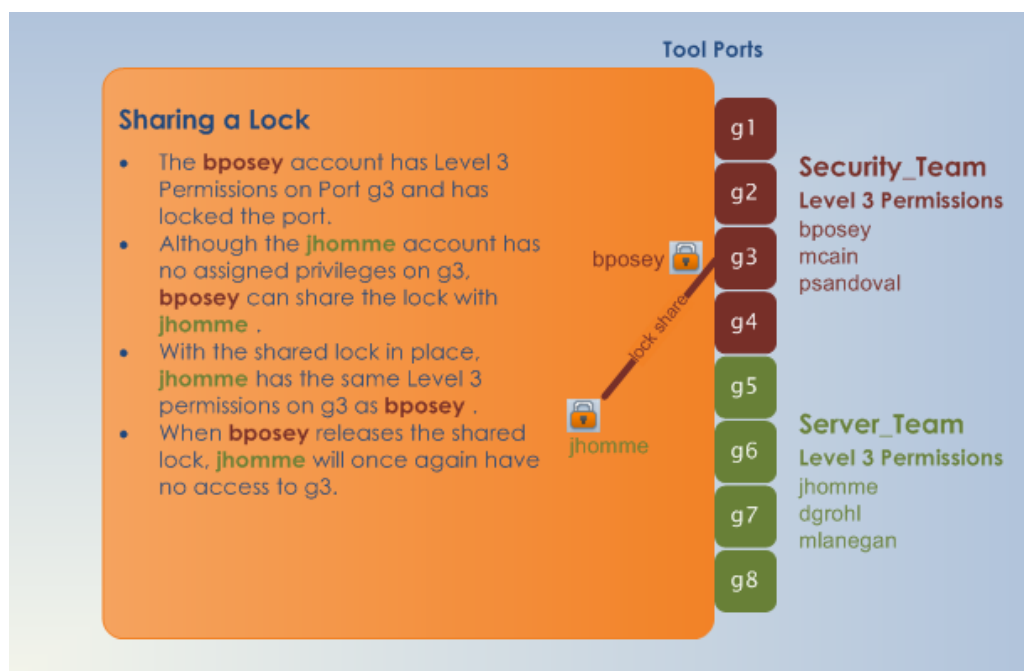 Tool Ports
Sharing a Lock
• The bposey account has Level 3
Permissions on Port g3 and has
locked the port.
• Although the jhomme account has
no assigned privileges on g3,
bposey can share the lock with
jhomme .
• With the shared lock in place,
jhomme has the same Level 3
permissions on g3 as bposey .
• When bposey releases the shared
lock, jhomme will once again have
no access to g3.
bposey
lock share
jhomme
g1
g2
g3
g4
g5
g6
g7
g8
Security_Team
Level 3 Permissions
bposey
mcain
psandoval
Server_Team
Level 3 Permissions
jhomme
dgrohl
mlanegan